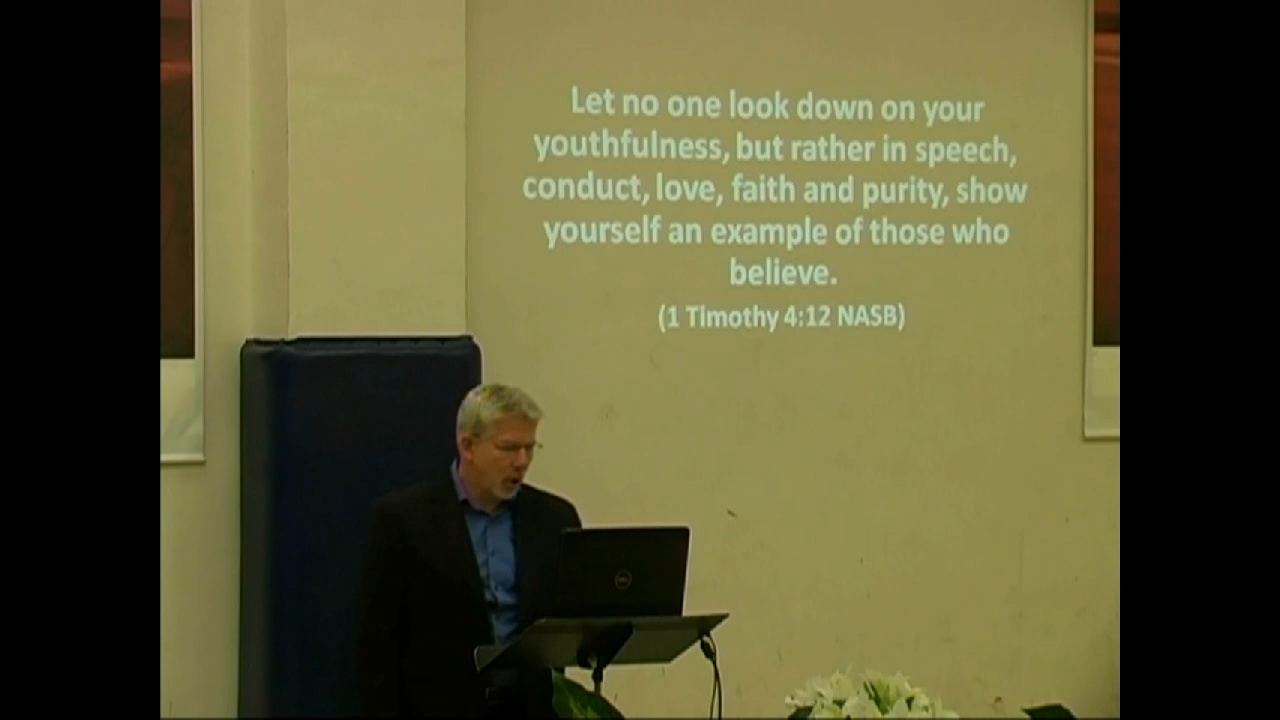 Let no one look down on your
youthfulness, but rather in speech,
conduct, love, faith and purity, show
yourself an example of those who
believe.
(1 Timothy 4:12 NASB)
DELL